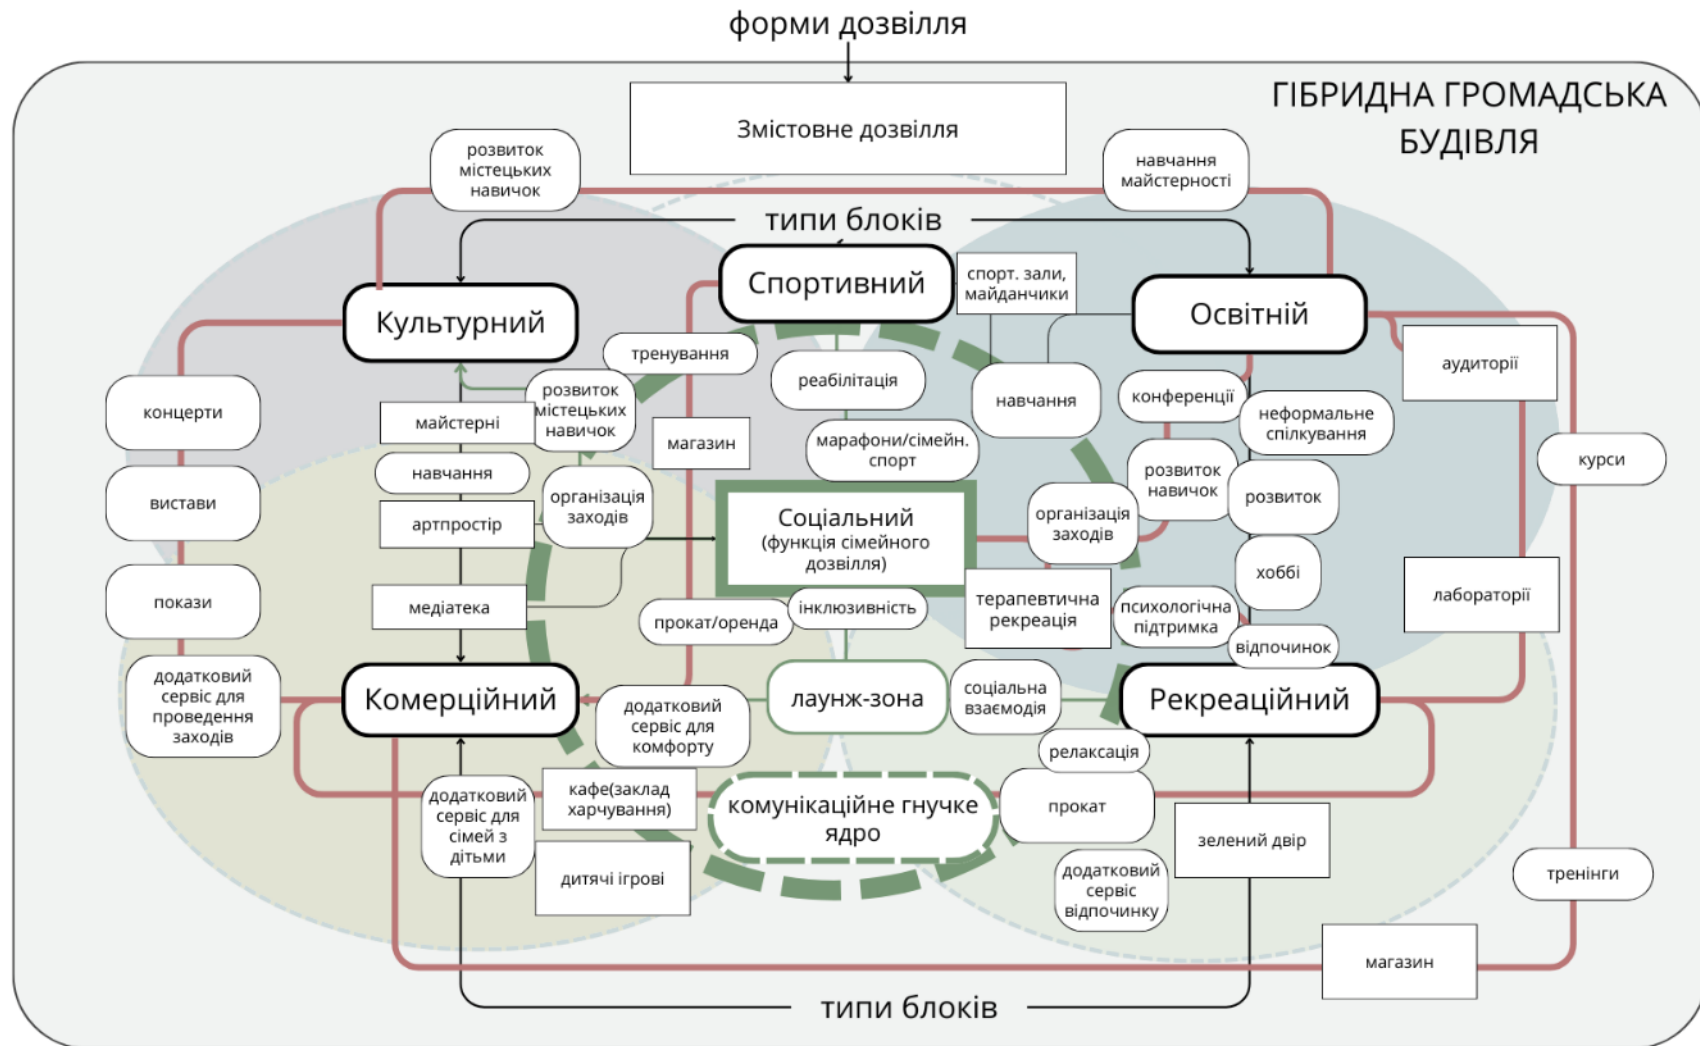 форми дозвілля
ГІБРИДНА ГРОМАДСЬКА
БУДІВЛЯ
Змістовне дозвілля
розвиток
містецьких
навичок
навчання
майстерності
типи блоків
Спортивний
спорт. зали,
майданчики
Культурний
Освітній
тренування
реабілітація
навчання
конференції
неформальне
спілкування
аудиторії
концерти
майстерні
розвиток
містецьких
навичок
магазин
марафони/сімейн.
спорт
курси
вистави
навчання
організація
заходів
артпростір
Соціальний
(функція сімейного
дозвілля)
організація
заходів
розвиток
навичок
розвиток
хоббі
покази
медіатека
прокат/оренда
інклюзивність
терапевтична
рекреація
психологічна
підтримка
відпочинок
лабораторії
додатковий
сервіс для
проведення
заходів
Комерційний
додатковий
сервіс для
комфорту
лаунж-зона
соціальна
взаємодія
Рекреаційний
релаксація
додатковий
сервіс для
сімей з
дітьми
кафе(заклад
харчування)
комунікаційне гнучке
ядро
прокат
зелений двір
дитячі ігрові
додатковий
сервіс
відпочинку
тренінги
магазин
типи блоків